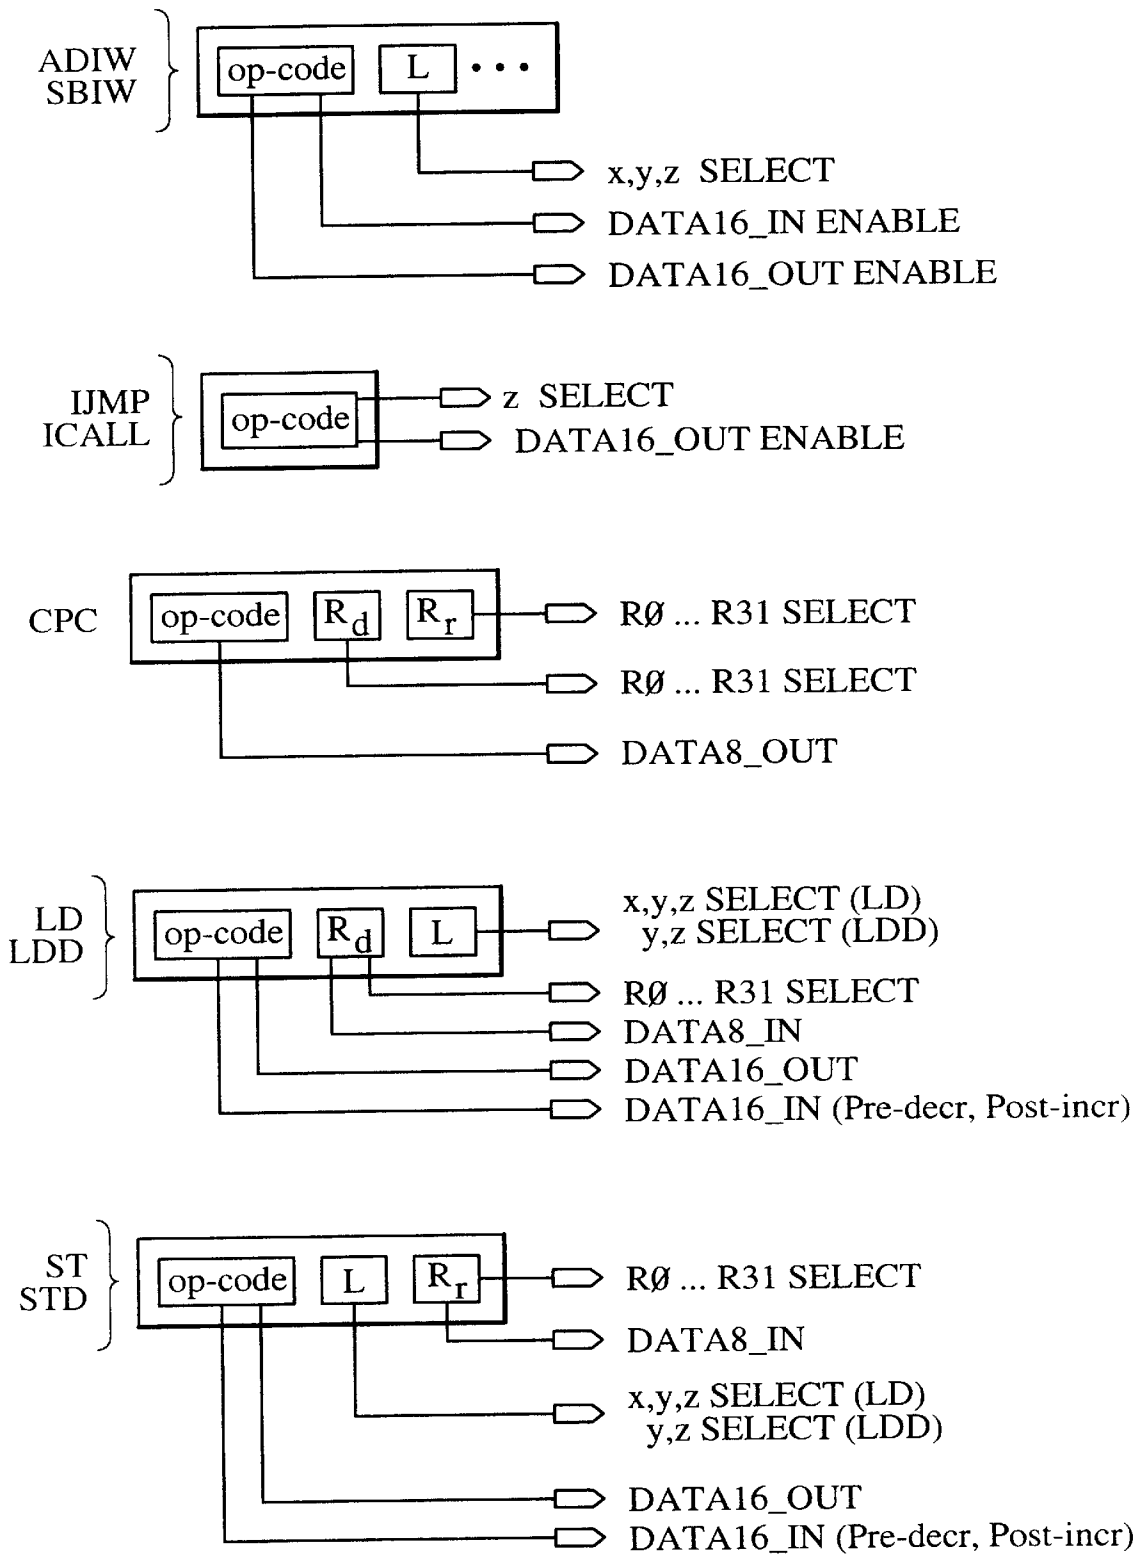 ADIW
SBIW
op-code L • • •
x,y,z SELECT
DATA16_IN ENABLE
DATA16_OUT ENABLE
IJMP
ICALL
op-code
z SELECT
DATA16_OUT ENABLE
CPC
op-code Rd Rr
RØ ... R31 SELECT
RØ ... R31 SELECT
DATA8_OUT
LD
LDD
op-code Rd L
x,y,z SELECT (LD)
y,z SELECT (LDD)
RØ ... R31 SELECT
DATA8_IN
DATA16_OUT
DATA16_IN (Pre-decr, Post-incr)
ST
STD
op-code L Rr
RØ ... R31 SELECT
DATA8_IN
x,y,z SELECT (LD)
y,z SELECT (LDD)
DATA16_OUT
DATA16_IN (Pre-decr, Post-incr)